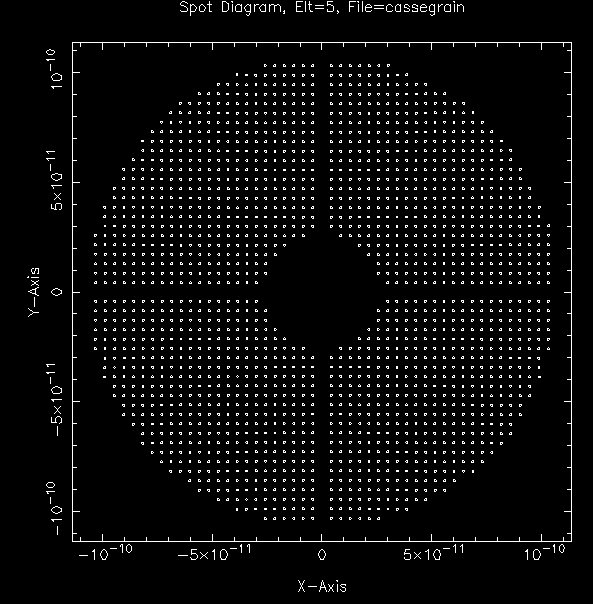 Spot Diagram, Elt=5, File=cassegrain
10⁻¹⁰
5×10⁻¹¹
0
−5×10⁻¹¹
−10⁻¹⁰
Y−Axis
−10⁻¹⁰ −5×10⁻¹¹ 0 5×10⁻¹¹ 10⁻¹⁰
X−Axis